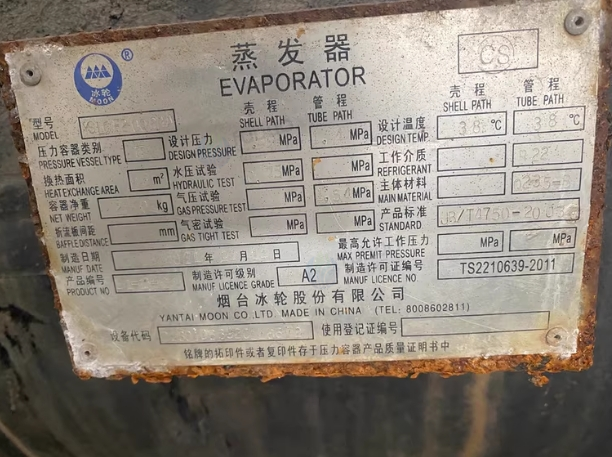 冰轮
MOON
®
蒸发器
EVAPORATOR
CS
壳程 管程
SHELL PATH TUBE PATH
壳程 管程
SHELL PATH TUBE PATH
型号
MODEL
设计压力 MPa MPa
DESIGN PRESSURE
设计温度 38 ℃ 38 ℃
DESIGN TEMP.
压力容器类别
PRESSURE VESSEL TYPE
水压试验 MPa MPa
HYDRAULIC TEST
工作介质
REFRIGERANT
换热面积 m²
HEAT EXCHANGE AREA
气压试验 MPa MPa
GAS PRESSURE TEST
主体材料
MAIN MATERIAL
容器净重 kg
NET WEIGHT
气密试验 MPa MPa
GAS TIGHT TEST
产品标准
STANDARD
折流板间距 mm
BAFFLE DISTANCE
最高允许工作压力 MPa MPa
MAX PREMIT PRESSURE
制造日期 年 月 日
MANUF DATE
制造许可级别 A2
MANUF LICENCE GRADE
制造许可证编号 TS2210639-2011
MANUF LICENCE NO
产品编号
PRODUCT NO
烟台冰轮股份有限公司
YANTAI MOON CO LTD MADE IN CHINA (TEL: 8008602811)
设备代码
使用登记证编号
铭牌的拓印件或者复印件存于压力容器产品质量证明书中